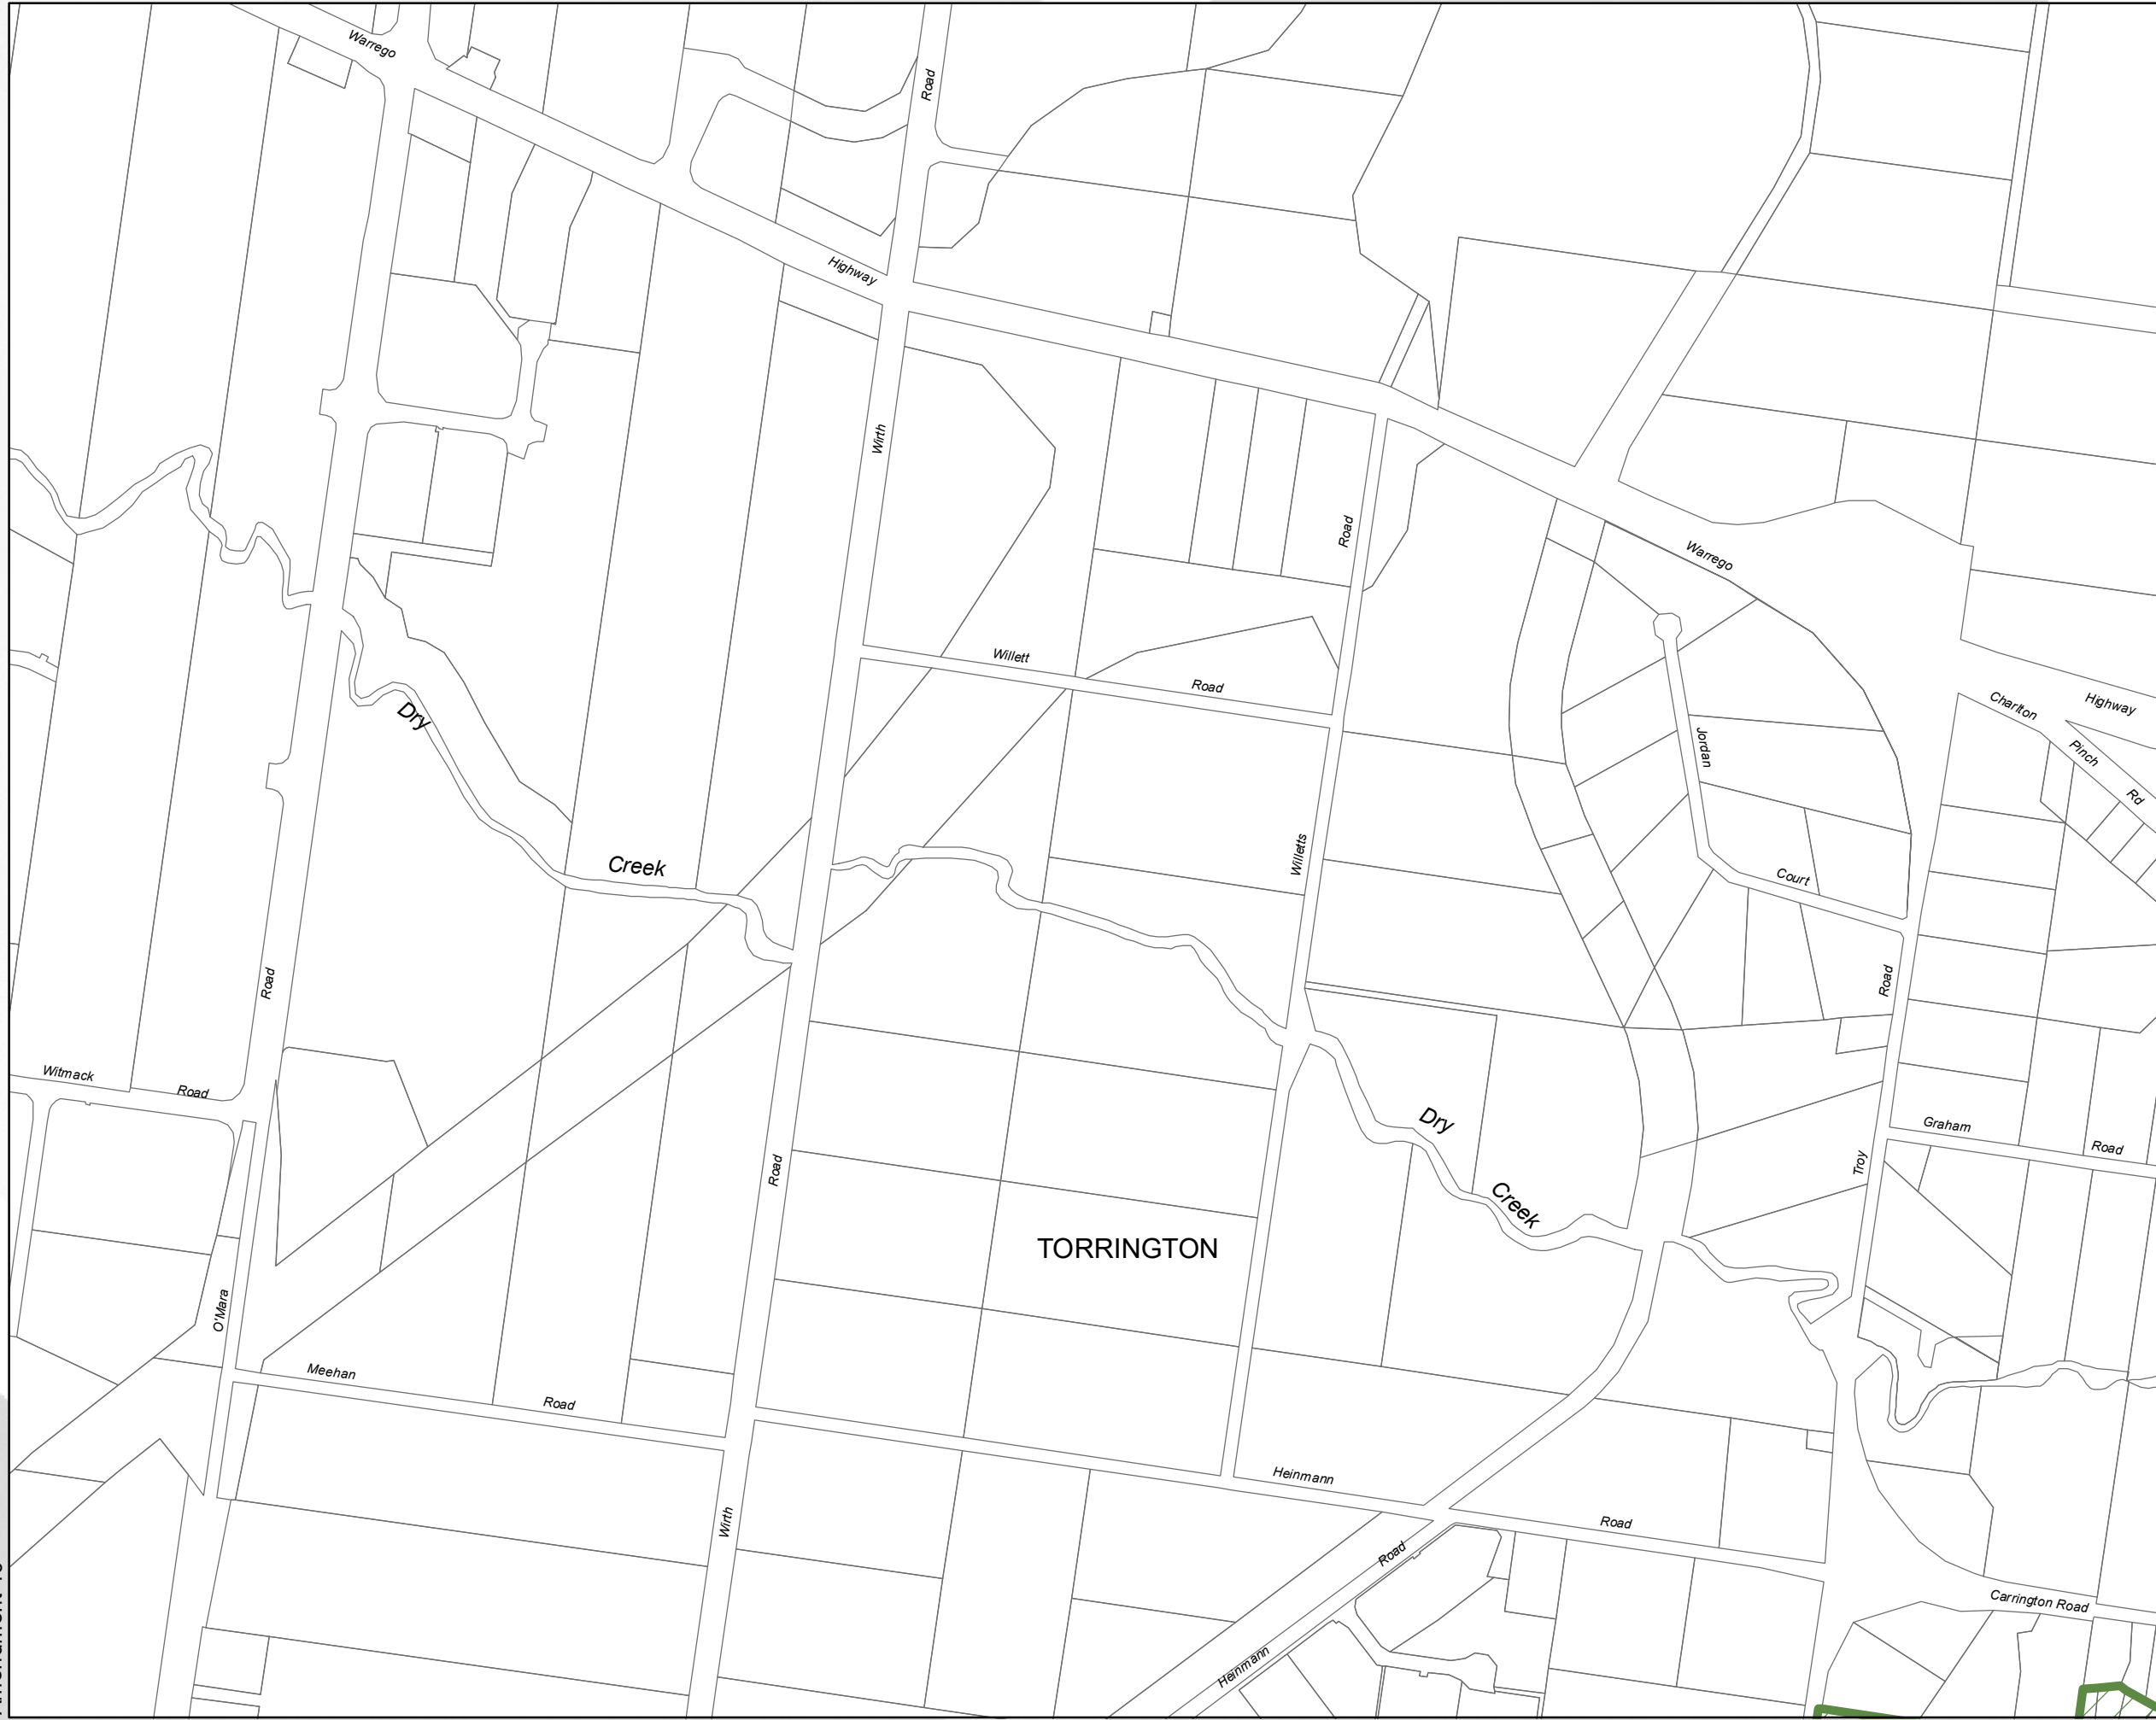 Warrego
Road
Highway
Wirth
Road
Warrego
Willett
Road
Highway
Charlton
Pinch
Rd
Jordan
Dry
Creek
Willetts
Court
Road
Road
Witmack
Road
Dry
Graham
Road
Road
Troy
Creek
TORRINGTON
O'Mara
Meehan
Road
Heinmann
Wirth
Road
Road
Carrington Road
Heinmann